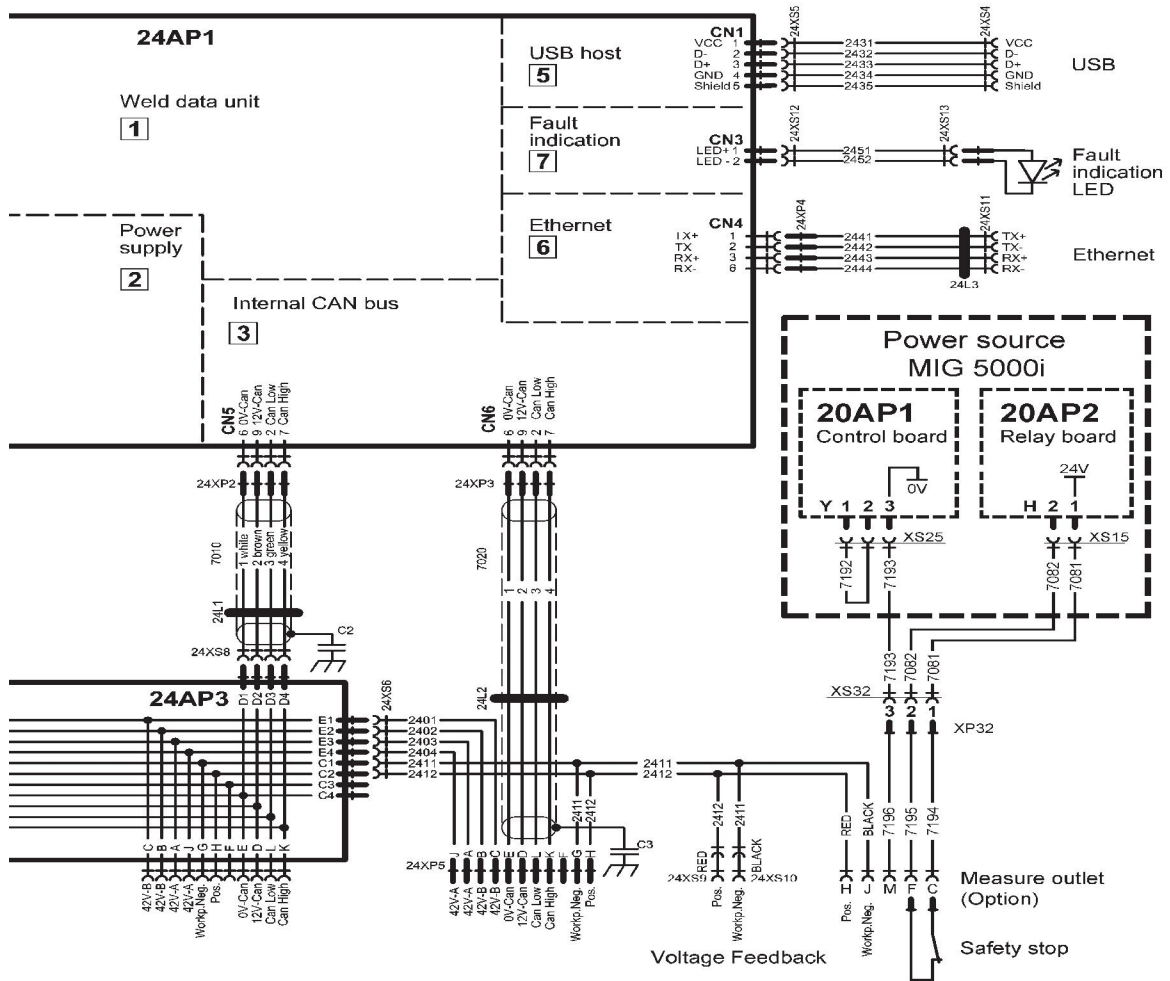 24AP1
Weld data unit
1
USB host
5
CN1
VCC 1
D- 2
D+ 3
GND 4
Shield 5
24XS5
2431
2432
2433
2434
2435
24XS4
VCC
D-
D+
GND
Shield
USB
Fault
indication
7
CN3
LED+ 1
LED - 2
24XS12
2451
2452
24XS13
Fault
indication
LED
Power
supply
2
Ethernet
6
CN4
TX+ 1
TX 2
RX+ 3
RX- 6
24XP4
2441
2442
2443
2444
24L3
24XS11
TX+
TX-
RX+
RX-
Ethernet
Internal CAN bus
3
CN5
6 0V-Can
9 12V-Can
2 Can Low
7 Can High
CN6
6 0V-Can
9 12V-Can
2 Can Low
7 Can High
Power source
MIG 5000i
20AP1
Control board
0V
Y 1 2 3
XS25
7192
7193
20AP2
Relay board
24V
H 2 1
XS15
7082
7081
24XP2
7010
1 white
2 brown
3 green
4 yellow
24L1
24XS8
C2
24XP3
7020
1
2
3
4
24L2
24AP3
D1
D2
D3
D4
E1
E2
E3
E4
C1
C2
C3
C4
24XS6
2401
2402
2403
2404
2411
2412
2411
2412
7193
7082
7081
XS32
3 2 1
XP32
C B A J G H F E D L K
42V-B
42V-B
42V-A
42V-A
Workp.Neg.
Pos.
0V-Can
12V-Can
Can Low
Can High
24XP5
J A B C E D L K F G H
42V-A
42V-A
42V-B
42V-B
0V-Can
12V-Can
Can Low
Can High
Workp.Neg.
Pos.
2411
2412
C3
2412
2411
RED
BLACK
24XS9
24XS10
Pos.
Workp.Neg.
Voltage Feedback
RED
BLACK
7196
7195
7194
H J M F C
Pos.
Workp.Neg.
Measure outlet
(Option)
Safety stop